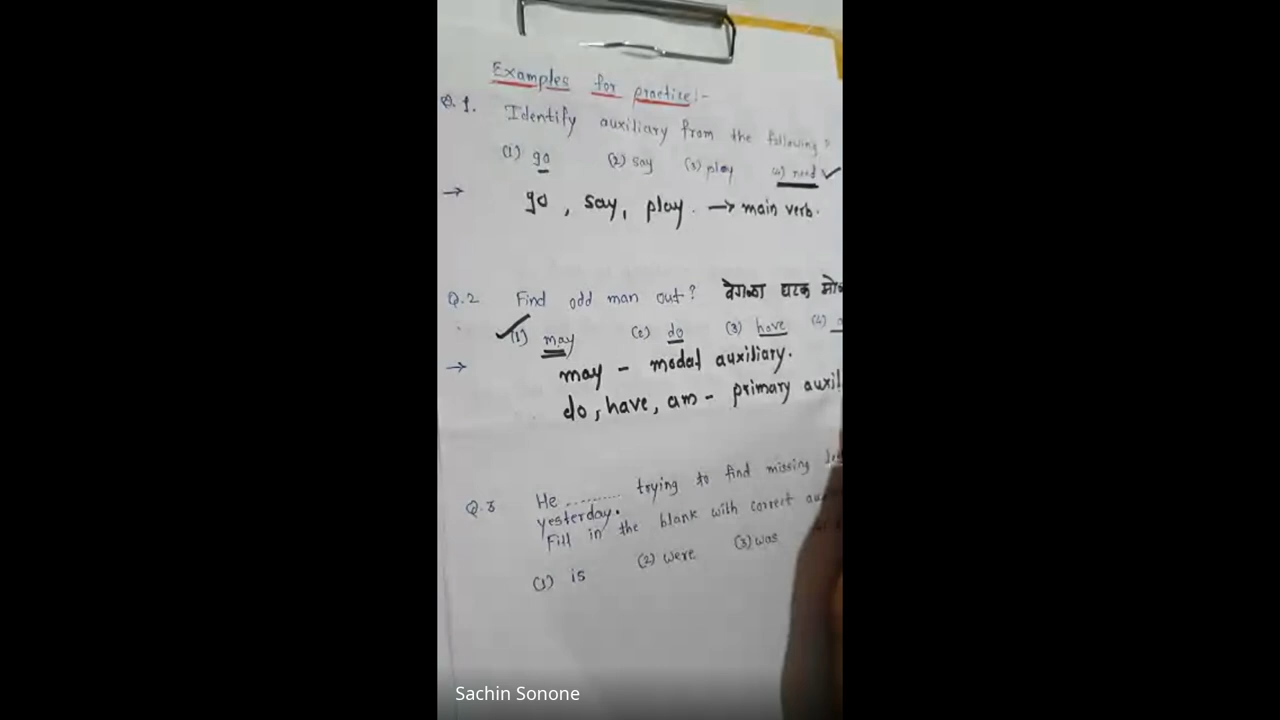 Examples for practice:-
Q.1. Identify auxiliary from the following?
(1) go (2) say (3) play (4) need ✓
→ go, say, play. → main verb.
Q.2 Find odd man out? वेगळा घटक
✓(1) may (2) do (3) have (4)
→ may - modal auxiliary.
do, have, am - primary
Q.3 He .......... trying to find missing
yesterday.
Fill in the blank with correct
(1) is (2) were (3) was
Sachin Sonone